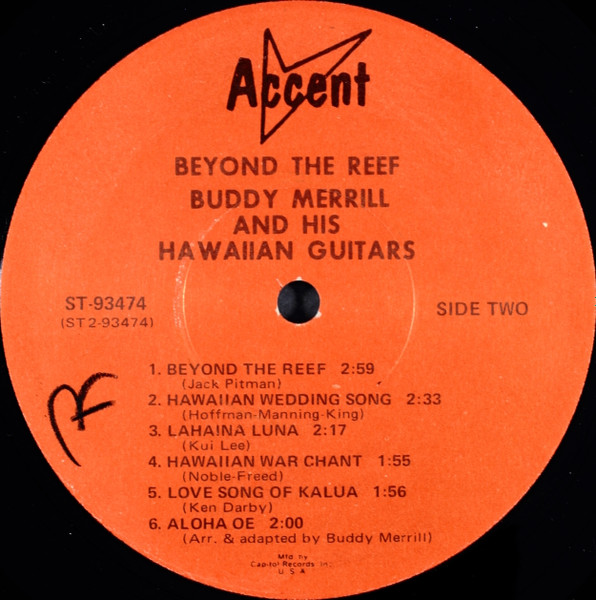 Accent
BEYOND THE REEF
BUDDY MERRILL
AND HIS
HAWAIIAN GUITARS
ST-93474
(ST2-93474)
SIDE TWO
1. BEYOND THE REEF 2:59
(Jack Pitman)
2. HAWAIIAN WEDDING SONG 2:33
(Hoffman-Manning-King)
3. LAHAINA LUNA 2:17
(Kui Lee)
4. HAWAIIAN WAR CHANT 1:55
(Noble-Freed)
5. LOVE SONG OF KALUA 1:56
(Ken Darby)
6. ALOHA OE 2:00
(Arr. & adapted by Buddy Merrill)
Mfd by
Capitol Records Inc.
U S A